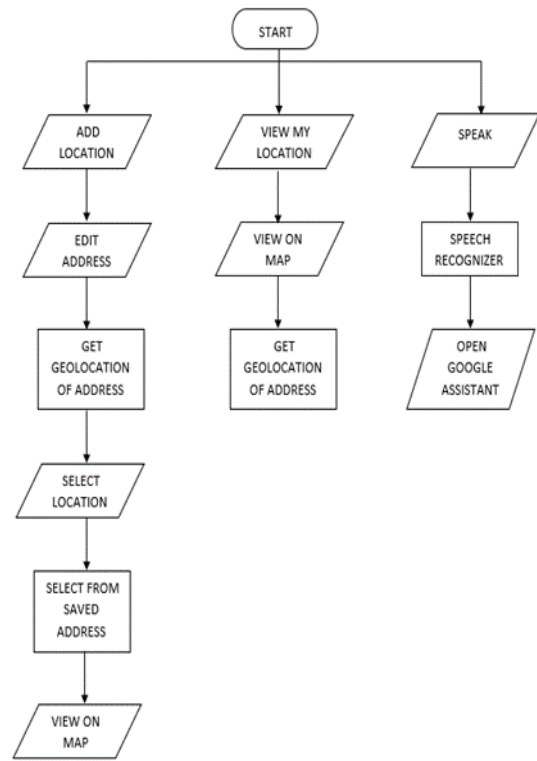 START
ADD
LOCATION
EDIT
ADDRESS
GET
GEOLOCATION
OF ADDRESS
SELECT
LOCATION
SELECT FROM
SAVED
ADDRESS
VIEW ON
MAP
VIEW MY
LOCATION
VIEW ON
MAP
GET
GEOLOCATION
OF ADDRESS
SPEAK
SPEECH
RECOGNIZER
OPEN
GOOGLE
ASSISTANT